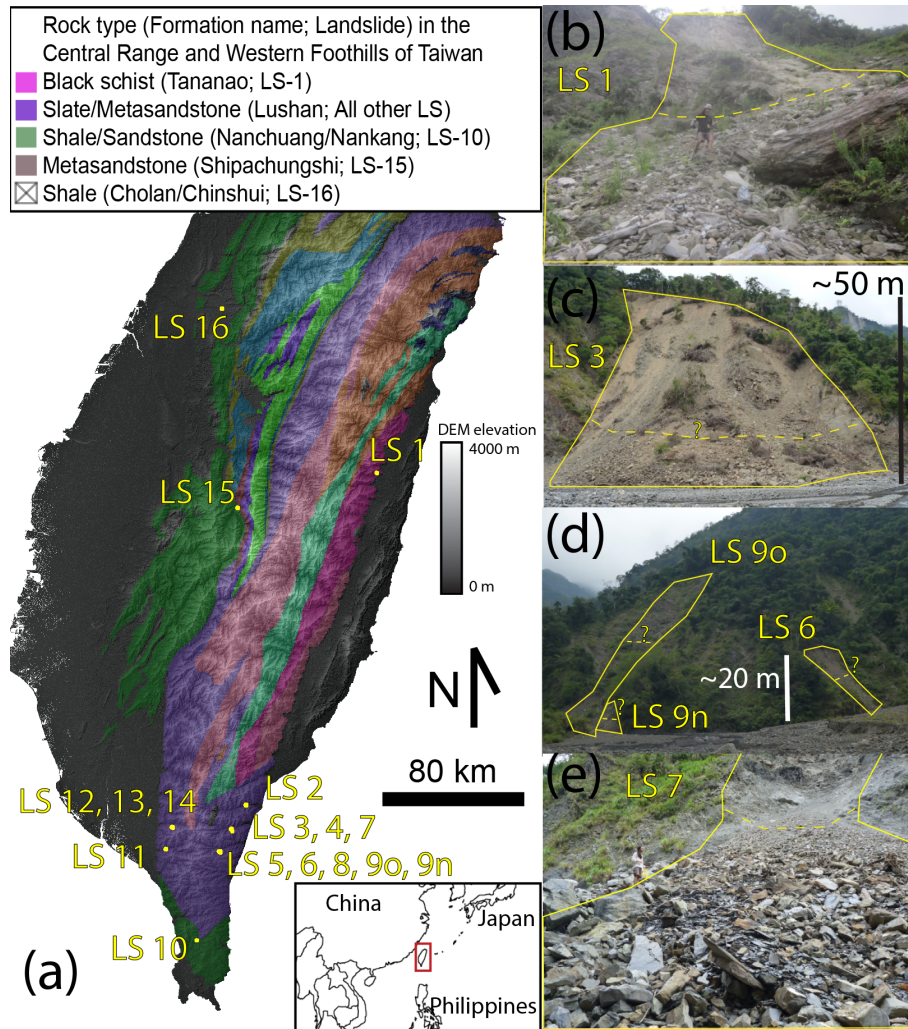 Rock type (Formation name; Landslide) in the
Central Range and Western Foothills of Taiwan
Black schist (Tananao; LS-1)
Slate/Metasandstone (Lushan; All other LS)
Shale/Sandstone (Nanchuang/Nankang; LS-10)
Metasandstone (Shipachungshi; LS-15)
Shale (Cholan/Chinshui; LS-16)
LS 16
DEM elevation
4000 m
LS 1
LS 15
0 m
N
80 km
LS 12, 13, 14
LS 2
LS 3, 4, 7
LS 11
LS 5, 6, 8, 9o, 9n
LS 10
China
Japan
Philippines
(a)
(b)
LS 1
(c)
~50 m
LS 3
?
(d)
LS 9o
?
LS 6
?
~20 m
?
LS 9n
(e)
LS 7